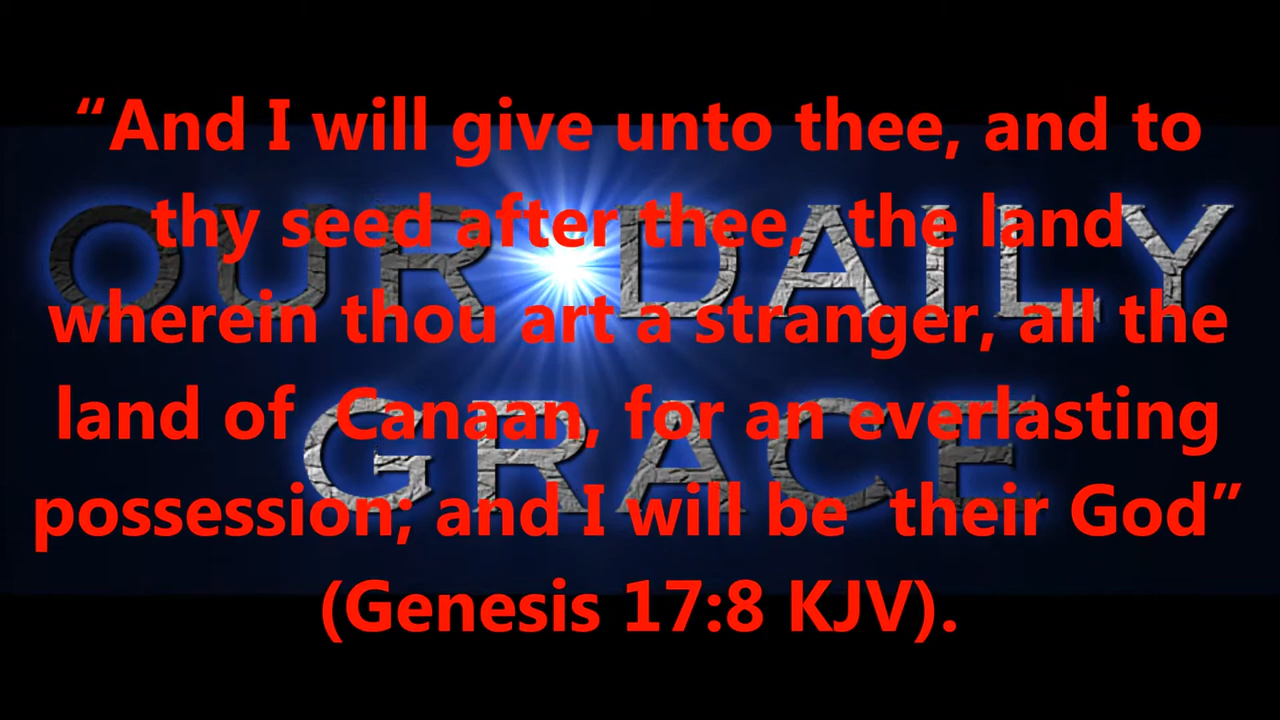 “And I will give unto thee, and to
thy seed after thee, the land
wherein thou art a stranger, all the
land of Canaan, for an everlasting
possession; and I will be their God”
(Genesis 17:8 KJV).
OUR DAILY
GRACE